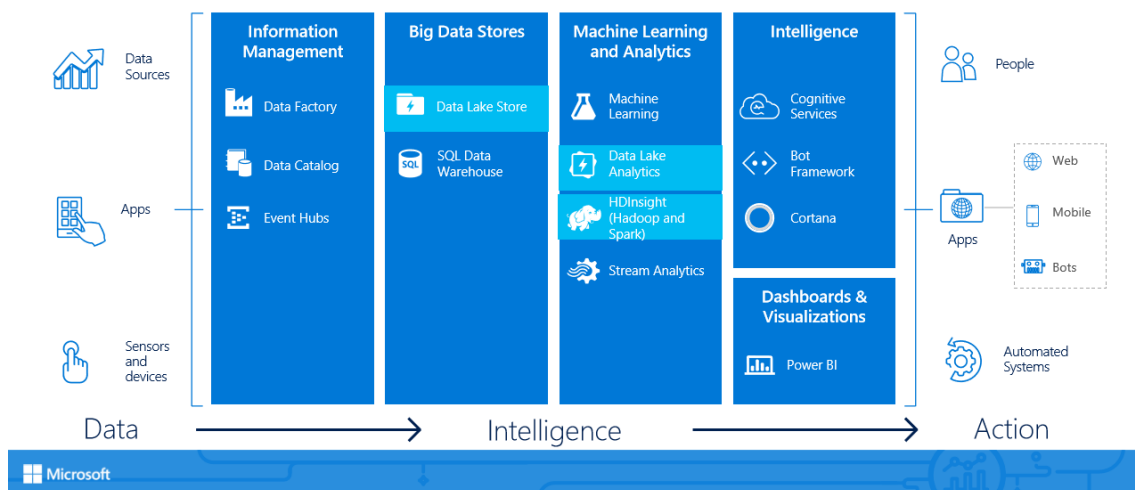 Data
Sources
Apps
Sensors
and
devices
Information
Management
Data Factory
Data Catalog
Event Hubs
Big Data Stores
Data Lake Store
SQL
SQL Data
Warehouse
Machine Learning
and Analytics
Machine
Learning
Data Lake
Analytics
HDInsight
(Hadoop and
Spark)
Stream Analytics
Intelligence
Cognitive
Services
Bot
Framework
Cortana
Dashboards &
Visualizations
Power BI
People
Apps
Web
Mobile
Bots
Automated
Systems
Data
Intelligence
Action
Microsoft